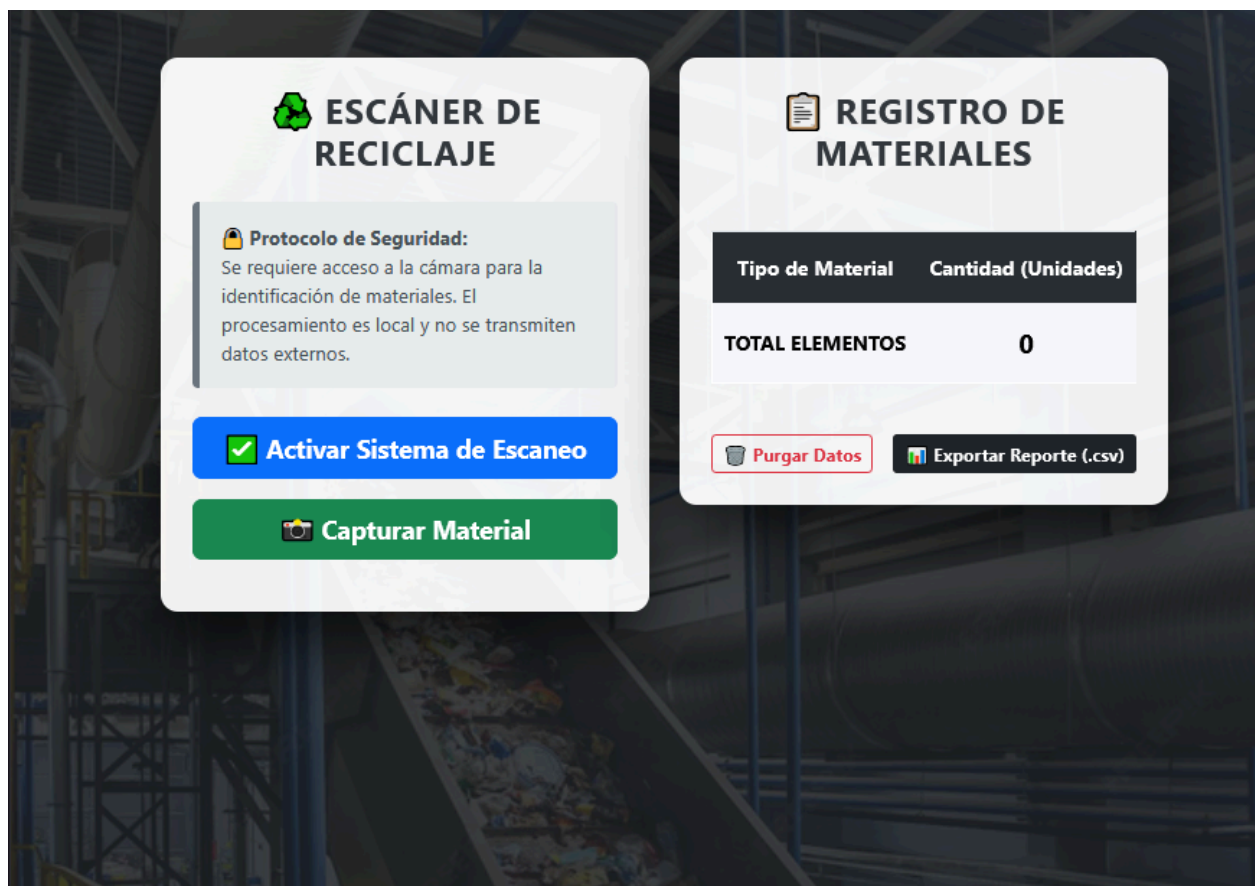 ESCÁNER DE
RECICLAJE
Protocolo de Seguridad:
Se requiere acceso a la cámara para la
identificación de materiales. El
procesamiento es local y no se transmiten
datos externos.
Activar Sistema de Escaneo
Capturar Material
REGISTRO DE
MATERIALES
Tipo de Material Cantidad (Unidades)
TOTAL ELEMENTOS 0
Purgar Datos Exportar Reporte (.csv)